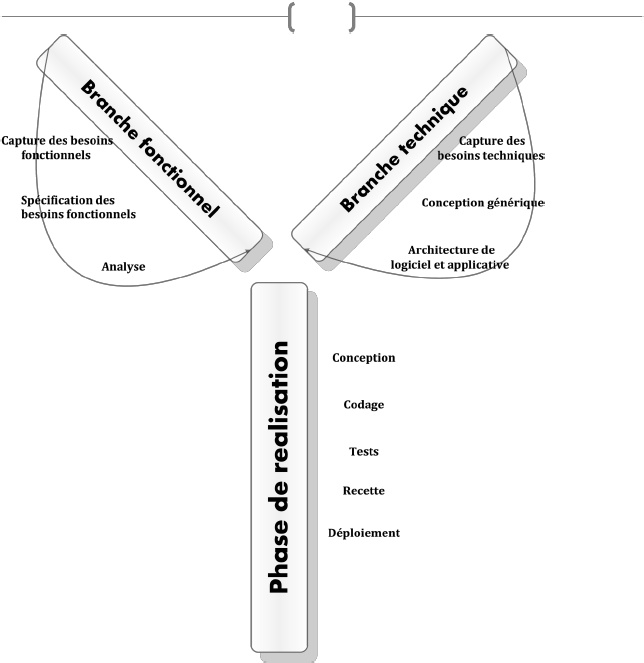 Branche fonctionnel
Capture des besoins
fonctionnels
Spécification des
besoins fonctionnels
Analyse
Branche technique
Capture des
besoins techniques
Conception générique
Architecture de
logiciel et applicative
Phase de realisation
Conception
Codage
Tests
Recette
Déploiement